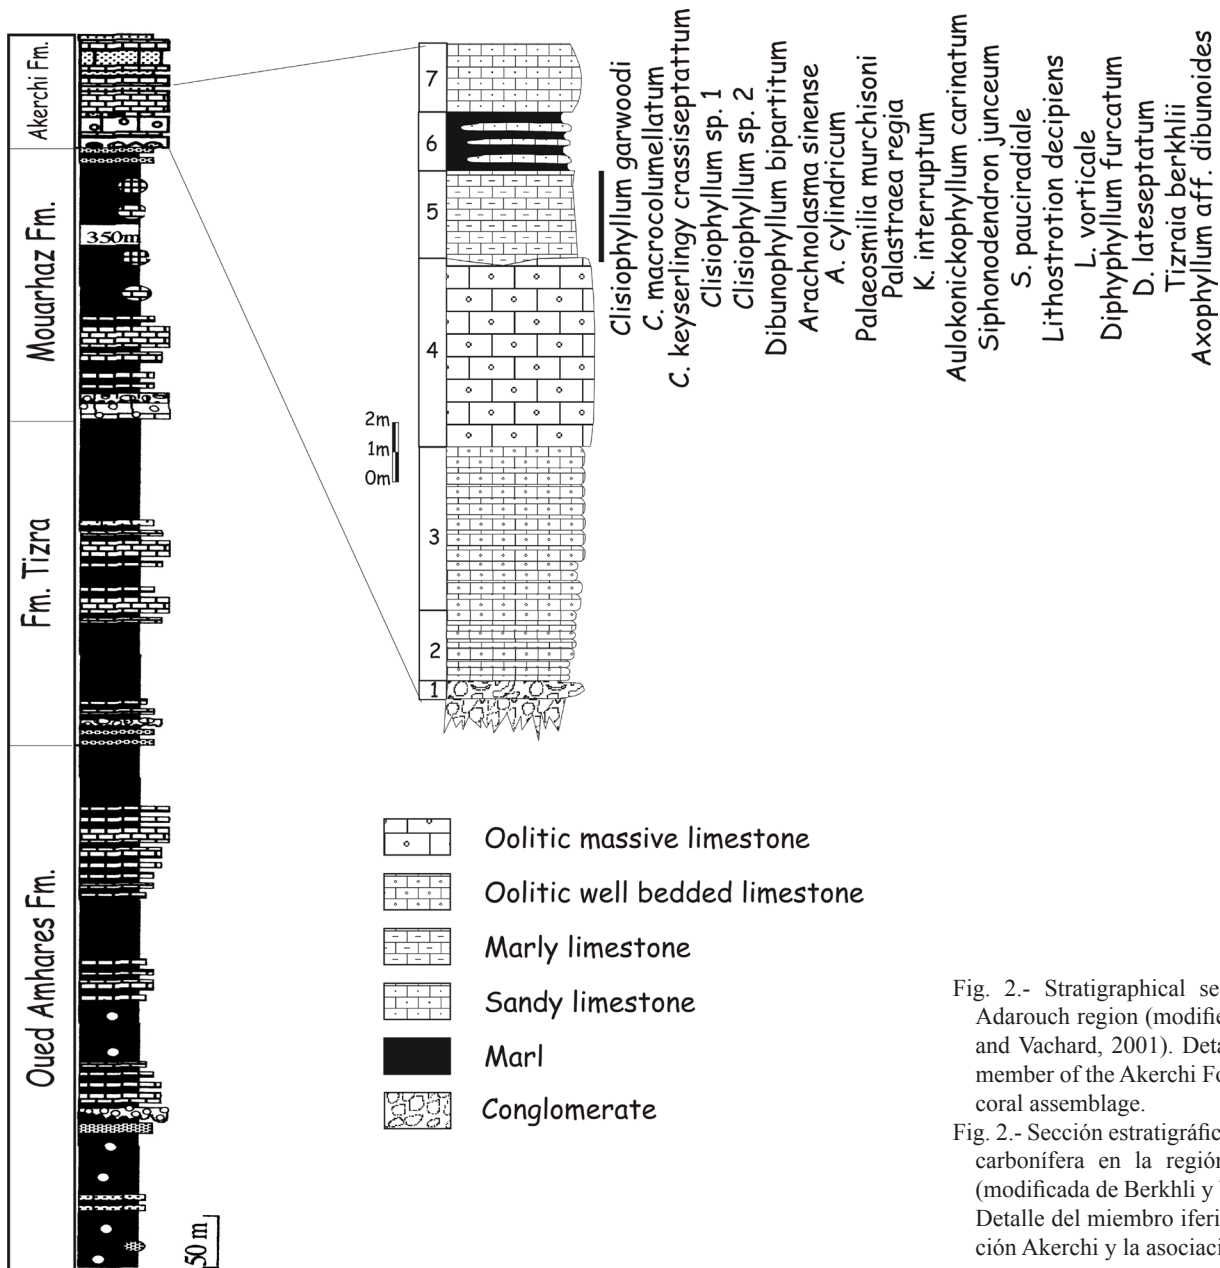 Akerchi Fm.
Mouarhaz Fm.
350m
Fm. Tizra
Oued Amhares Fm.
50 m
7
6
5
4
3
2
1
2m
1m
0m
Clisiophyllum garwoodi
C. macrocolumellatum
C. keyserlingy crassiseptattum
Clisiophyllum sp. 1
Clisiophyllum sp. 2
Dibunophyllum bipartitum
Arachnolasma sinense
A. cylindricum
Palaeosmilia murchisoni
Palastraea regia
K. interruptum
Aulokonickophyllum carinatum
Siphonodendron junceum
S. pauciradiale
Lithostrotion decipiens
L. vorticale
Diphyphyllum furcatum
D. lateseptatum
Tizraia berkhlii
Axophyllum aff. dibunoides
Oolitic massive limestone
Oolitic well bedded limestone
Marly limestone
Sandy limestone
Marl
Conglomerate
Fig. 2.- Stratigraphical se
Adarouch region (modifie
and Vachard, 2001). Deta
member of the Akerchi Fo
coral assemblage.
Fig. 2.- Sección estratigráfic
carbonífera en la región
(modificada de Berkhli y
Detalle del miembro iferi
ción Akerchi y la asociaci